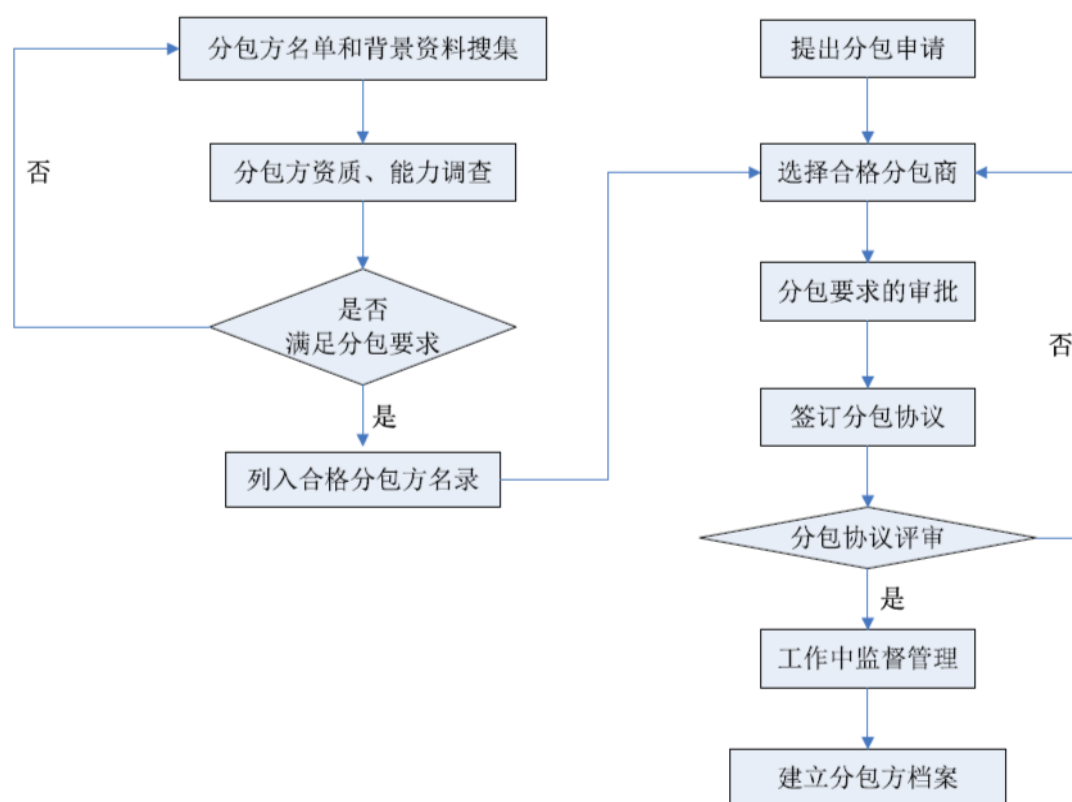 分包方名单和背景资料搜集
分包方资质、能力调查
否
是否
满足分包要求
是
列入合格分包方名录
提出分包申请
选择合格分包商
分包要求的审批
否
签订分包协议
分包协议评审
是
工作中监督管理
建立分包方档案